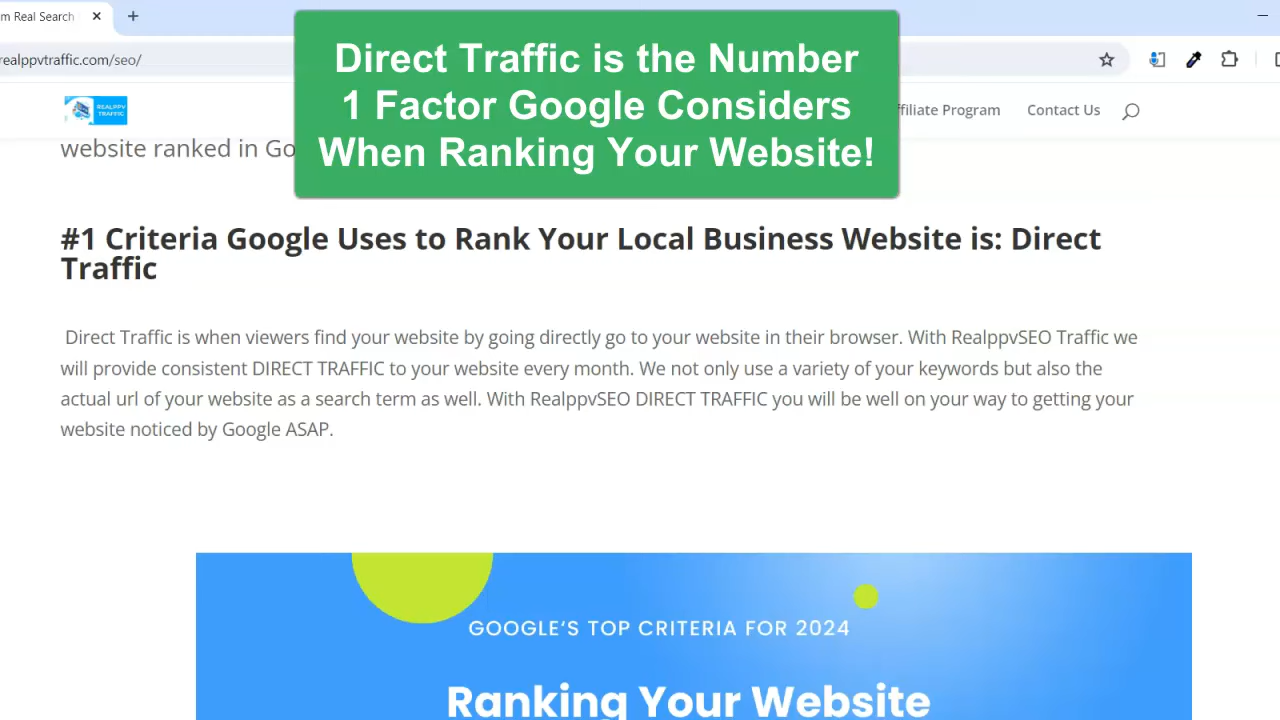 m Real Search
realppvtraffic.com/seo/
Direct Traffic is the Number
1 Factor Google Considers
When Ranking Your Website!
REALPPV
TRAFFIC
ffiliate Program
Contact Us
website ranked in Go
#1 Criteria Google Uses to Rank Your Local Business Website is: Direct
Traffic
Direct Traffic is when viewers find your website by going directly go to your website in their browser. With RealppvSEO Traffic we
will provide consistent DIRECT TRAFFIC to your website every month. We not only use a variety of your keywords but also the
actual url of your website as a search term as well. With RealppvSEO DIRECT TRAFFIC you will be well on your way to getting your
website noticed by Google ASAP.
GOOGLE'S TOP CRITERIA FOR 2024
Ranking Your Website